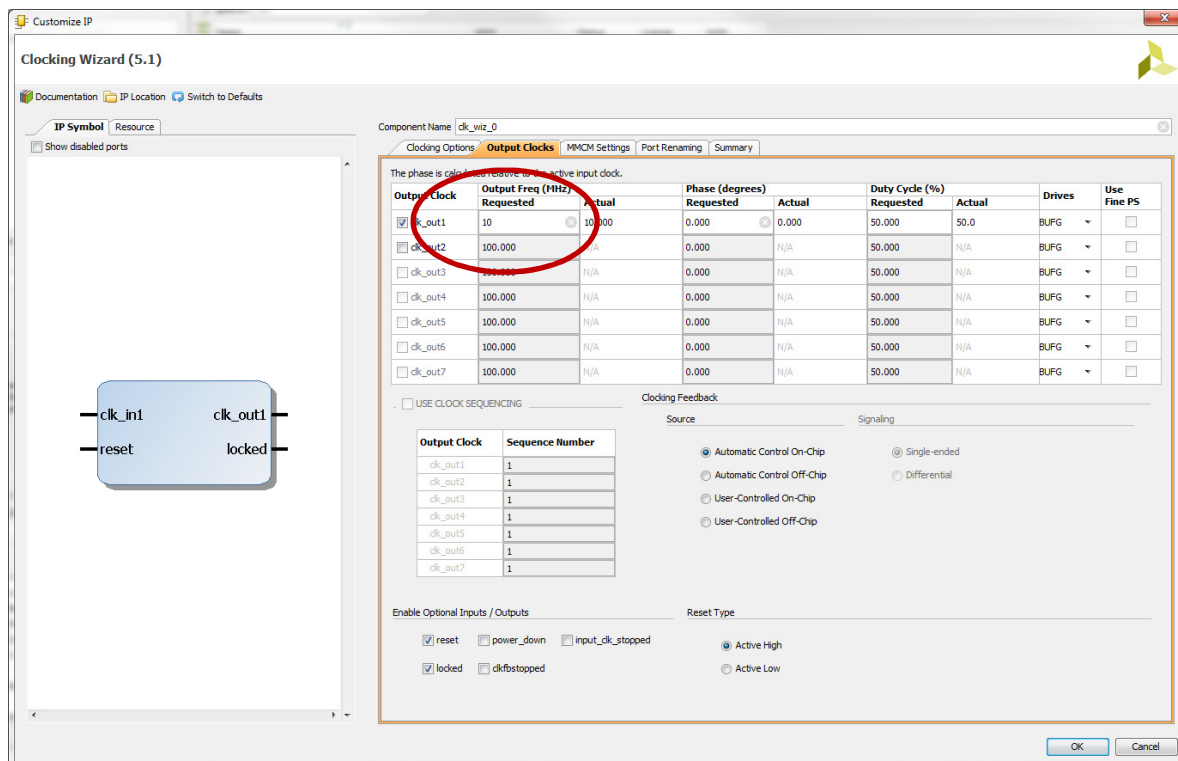 Customize IP
Clocking Wizard (5.1)
Documentation IP Location Switch to Defaults
IP Symbol Resource
Show disabled ports
clk_in1 clk_out1
reset locked
Component Name clk_wiz_0
Clocking Options Output Clocks MMCM Settings Port Renaming Summary
The phase is calculated relative to the active input clock.
Output Clock Output Freq (MHz) Phase (degrees) Duty Cycle (%) Drives Use Fine PS
Requested Actual Requested Actual Requested Actual
clk_out1 10 10.000 0.000 0.000 50.000 50.0 BUFG
clk_out2 100.000 N/A 0.000 N/A 50.000 N/A BUFG
clk_out3 100.000 N/A 0.000 N/A 50.000 N/A BUFG
clk_out4 100.000 N/A 0.000 N/A 50.000 N/A BUFG
clk_out5 100.000 N/A 0.000 N/A 50.000 N/A BUFG
clk_out6 100.000 N/A 0.000 N/A 50.000 N/A BUFG
clk_out7 100.000 N/A 0.000 N/A 50.000 N/A BUFG
USE CLOCK SEQUENCING
Output Clock Sequence Number
clk_out1 1
clk_out2 1
clk_out3 1
clk_out4 1
clk_out5 1
clk_out6 1
clk_out7 1
Clocking Feedback
Source Signaling
Automatic Control On-Chip Single-ended
Automatic Control Off-Chip Differential
User-Controlled On-Chip
User-Controlled Off-Chip
Enable Optional Inputs / Outputs
reset power_down input_clk_stopped
locked clkfbstopped
Reset Type
Active High
Active Low
OK Cancel